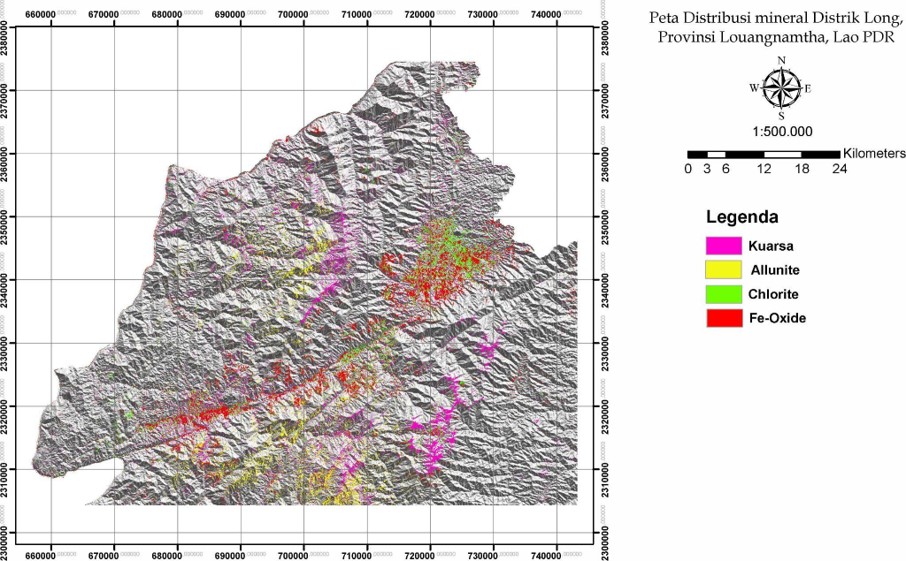 660000 670000 680000 690000 700000 710000 720000 730000 740000
2380000
2370000
2360000
2350000
2340000
2330000
2320000
2310000
2300000
2380000
2370000
2360000
2350000
2340000
2330000
2320000
2310000
2300000
660000 670000 680000 690000 700000 710000 720000 730000 740000
Peta Distribusi mineral Distrik Long,
Provinsi Louangnamtha, Lao PDR
N
W E
S
1:500.000
Kilometers
0 3 6 12 18 24
Legenda
Kuarsa
Allunite
Chlorite
Fe-Oxide